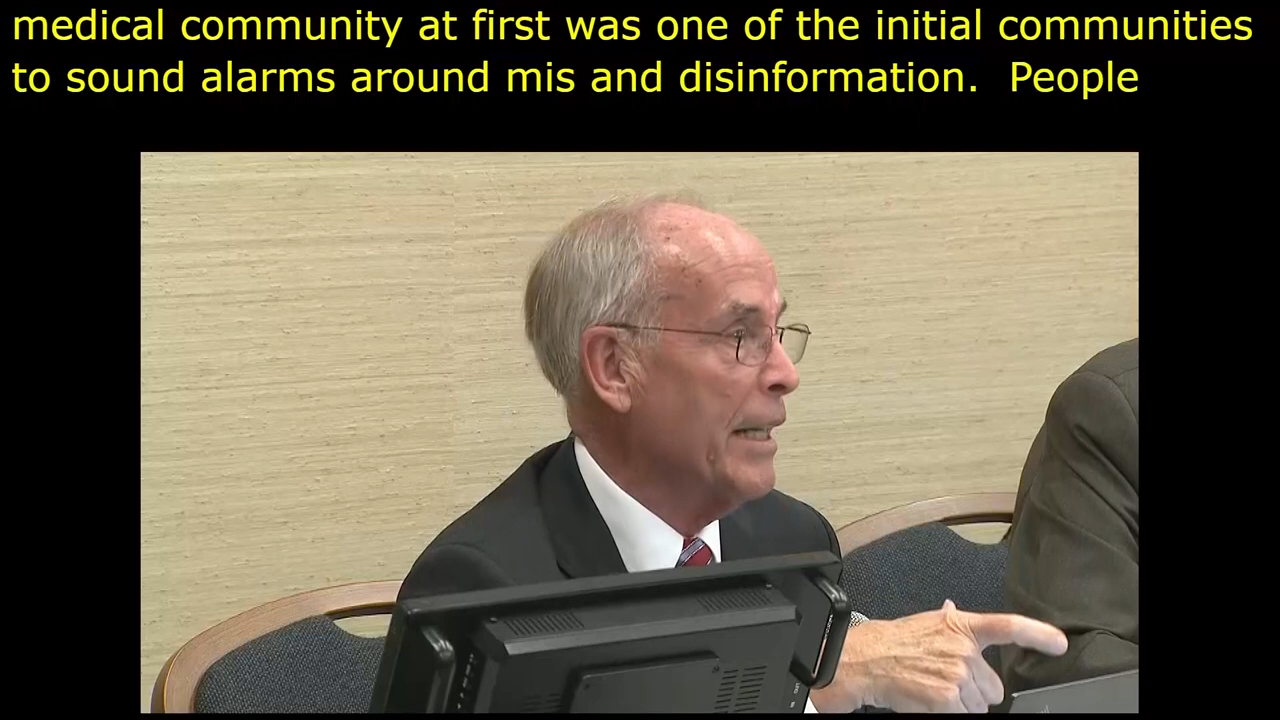 medical community at first was one of the initial communities
to sound alarms around mis and disinformation.  People